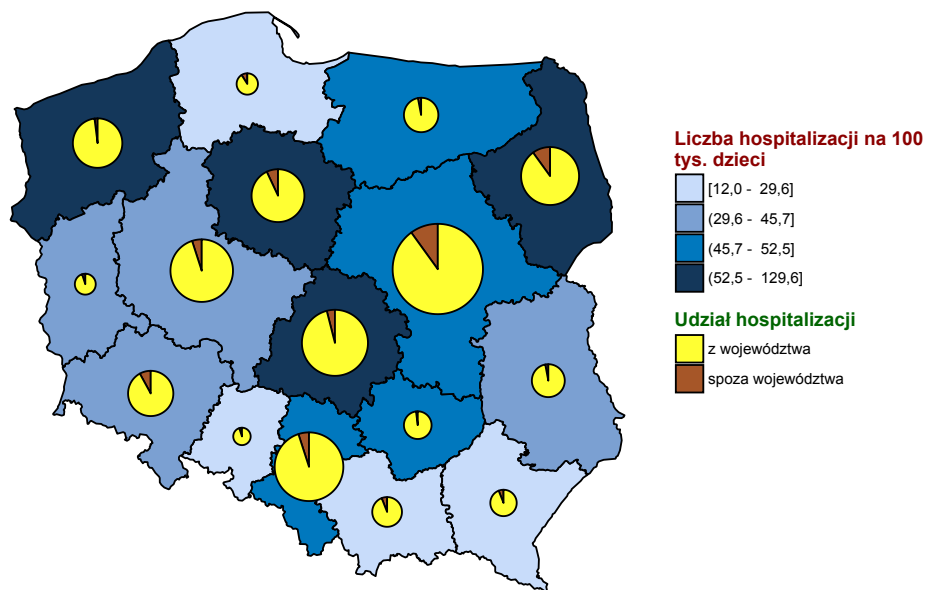 Liczba hospitalizacji na 100
tys. dzieci
[12,0 - 29,6]
(29,6 - 45,7]
(45,7 - 52,5]
(52,5 - 129,6]
Udział hospitalizacji
z województwa
spoza województwa